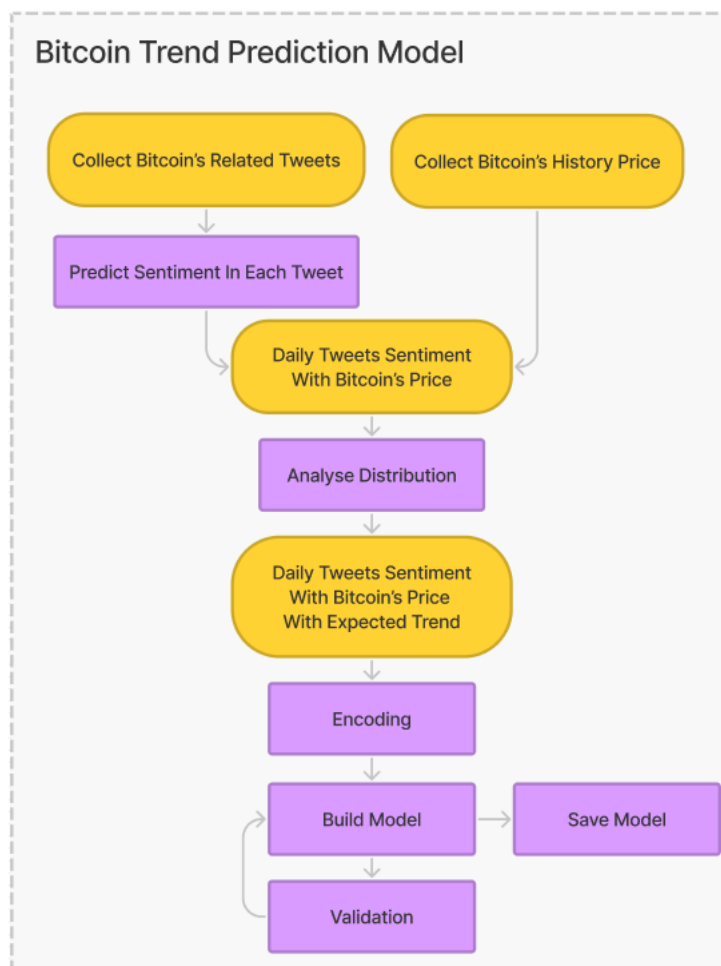 Bitcoin Trend Prediction Model
Collect Bitcoin's Related Tweets
Collect Bitcoin's History Price
Predict Sentiment In Each Tweet
Daily Tweets Sentiment
With Bitcoin's Price
Analyse Distribution
Daily Tweets Sentiment
With Bitcoin's Price
With Expected Trend
Encoding
Build Model
Save Model
Validation